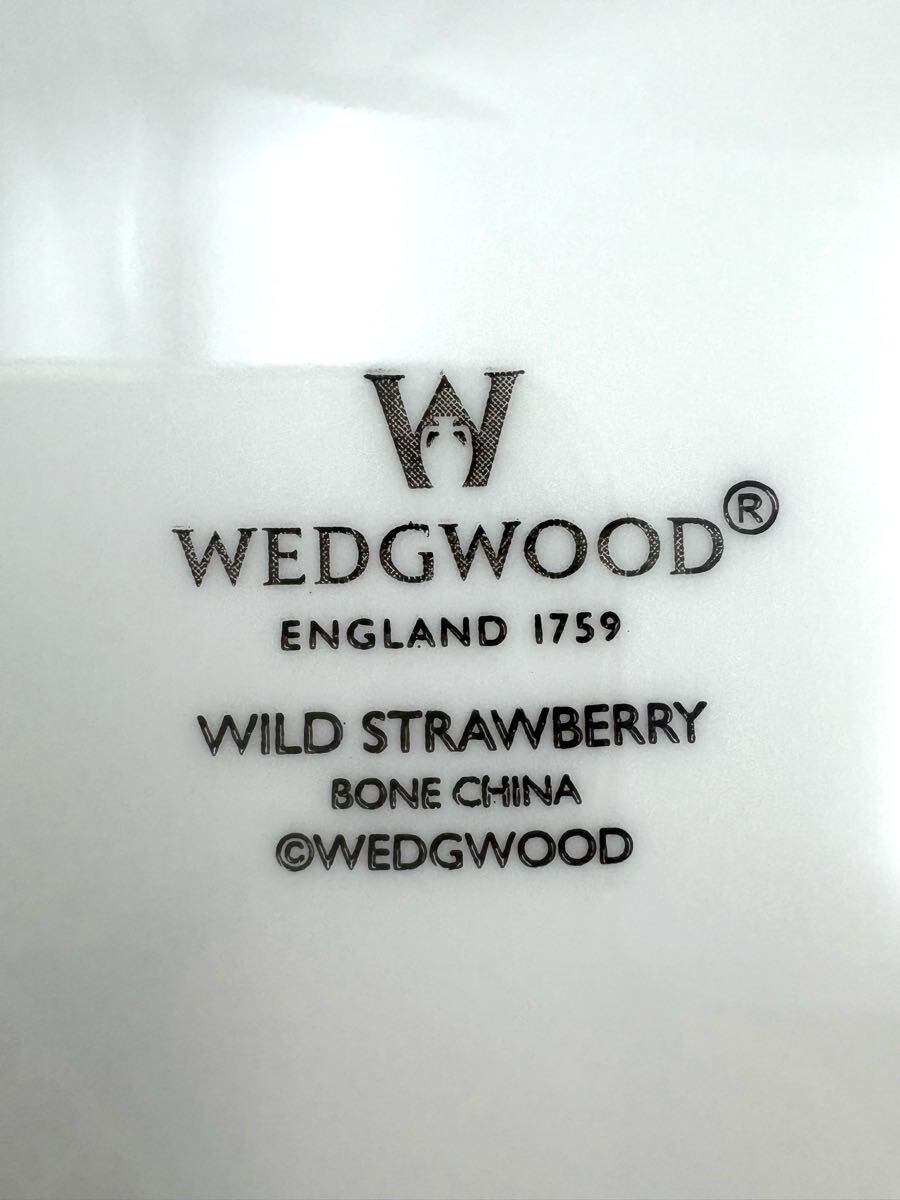 W
WEDGWOOD®
ENGLAND 1759
WILD STRAWBERRY
BONE CHINA
©WEDGWOOD